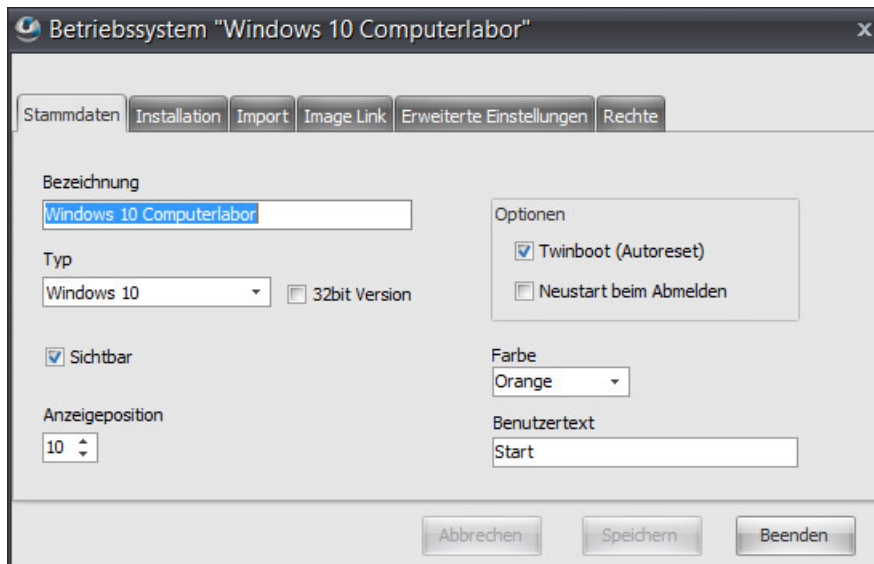 Betriebssystem "Windows 10 Computerlabor"
x
Stammdaten Installation Import Image Link Erweiterte Einstellungen Rechte
Bezeichnung
Windows 10 Computerlabor
Typ
Windows 10
32bit Version
Sichtbar
Anzeigeposition
10
Optionen
Twinboot (Autoreset)
Neustart beim Abmelden
Farbe
Orange
Benutzertext
Start
Abbrechen Speichern Beenden